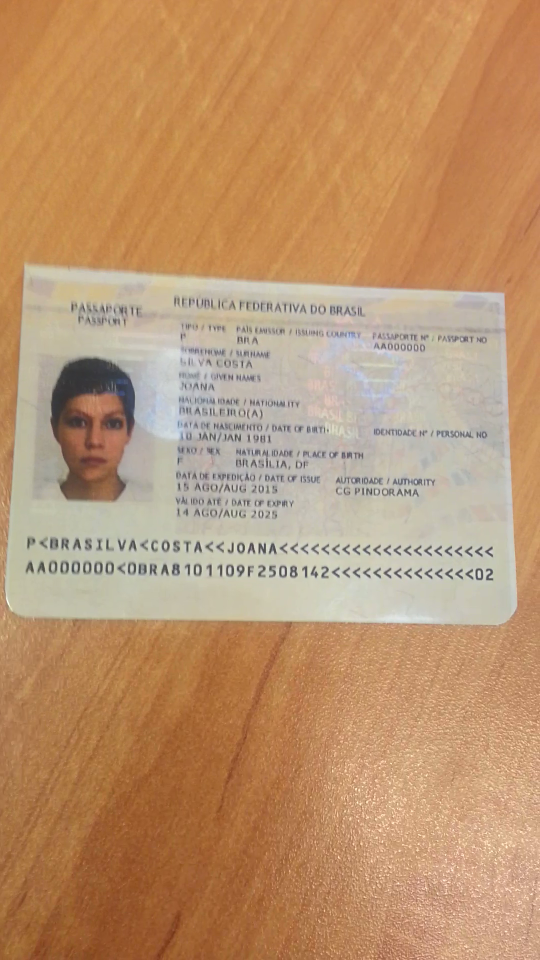 PASSAPORTE
PASSPORT
REPÚBLICA FEDERATIVA DO BRASIL
TIPO / TYPE PAÍS EMISSOR / ISSUING COUNTRY PASSAPORTE Nº / PASSPORT NO
P BRA AA000000
SOBRENOME / SURNAME
SILVA COSTA
NOME / GIVEN NAMES
JOANA
NACIONALIDADE / NATIONALITY
BRASILEIRO(A)
DATA DE NASCIMENTO / DATE OF BIRTH IDENTIDADE Nº / PERSONAL NO
10 JAN/JAN 1981
SEXO / SEX NATURALIDADE / PLACE OF BIRTH
F BRASÍLIA, DF
DATA DE EXPEDIÇÃO / DATE OF ISSUE AUTORIDADE / AUTHORITY
15 AGO/AUG 2015 CG PINDORAMA
VÁLIDO ATÉ / DATE OF EXPIRY
14 AGO/AUG 2025
P<BRASILVA<COSTA<<JOANA<<<<<<<<<<<<<<<<<<<<<
AA000000<0BRA8101109F2508142<<<<<<<<<<<<<<02